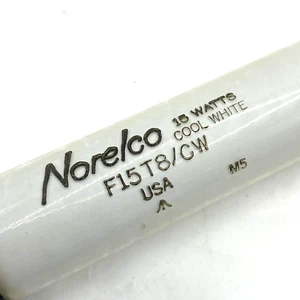 Norelco
15 WATTS
COOL WHITE
F15T8/CW
USA
M5